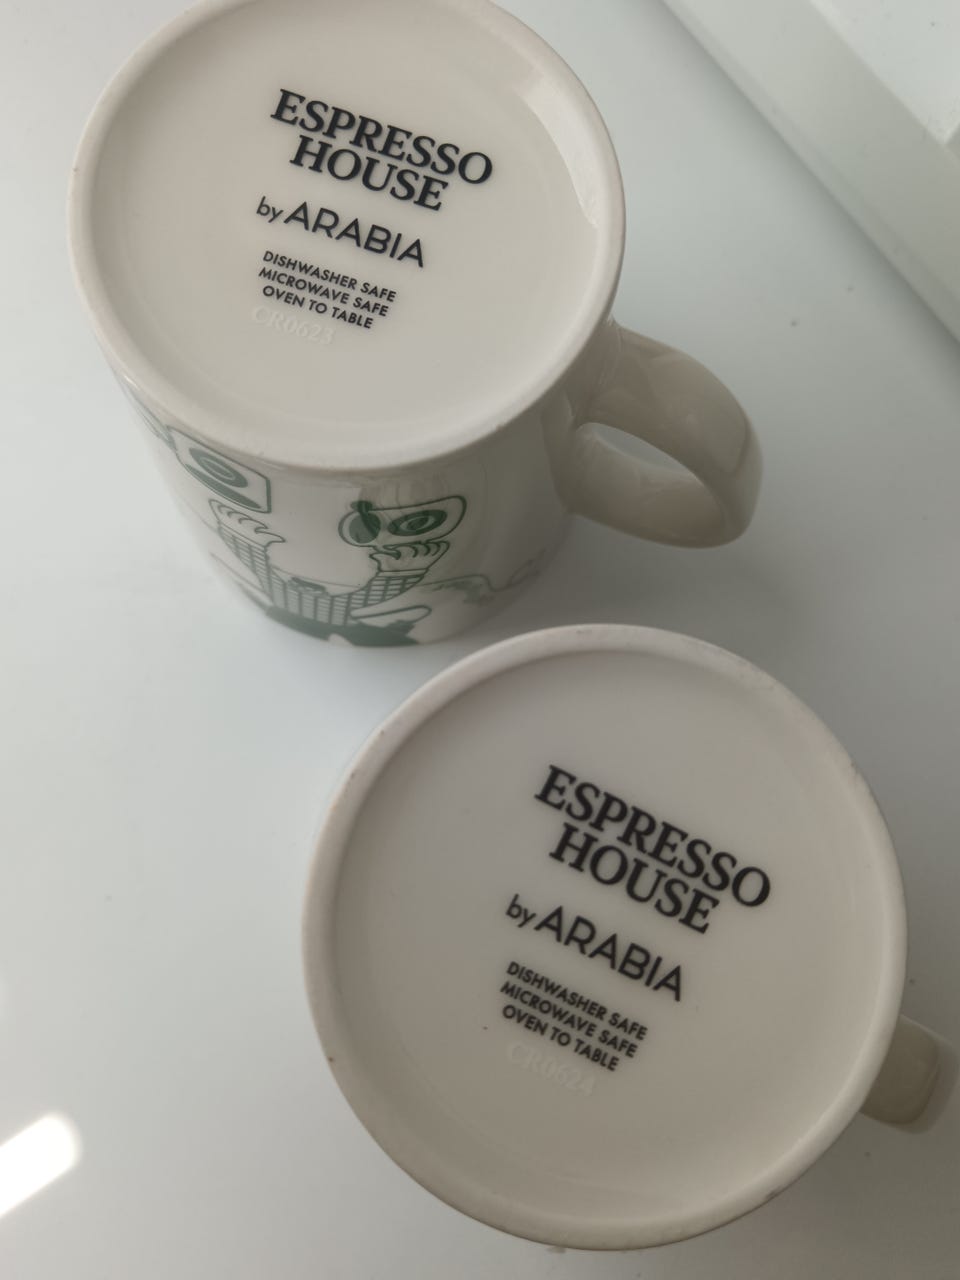 ESPRESSO
HOUSE
by ARABIA
DISHWASHER SAFE
MICROWAVE SAFE
OVEN TO TABLE
CR0623
ESPRESSO
HOUSE
by ARABIA
DISHWASHER SAFE
MICROWAVE SAFE
OVEN TO TABLE
CR0624